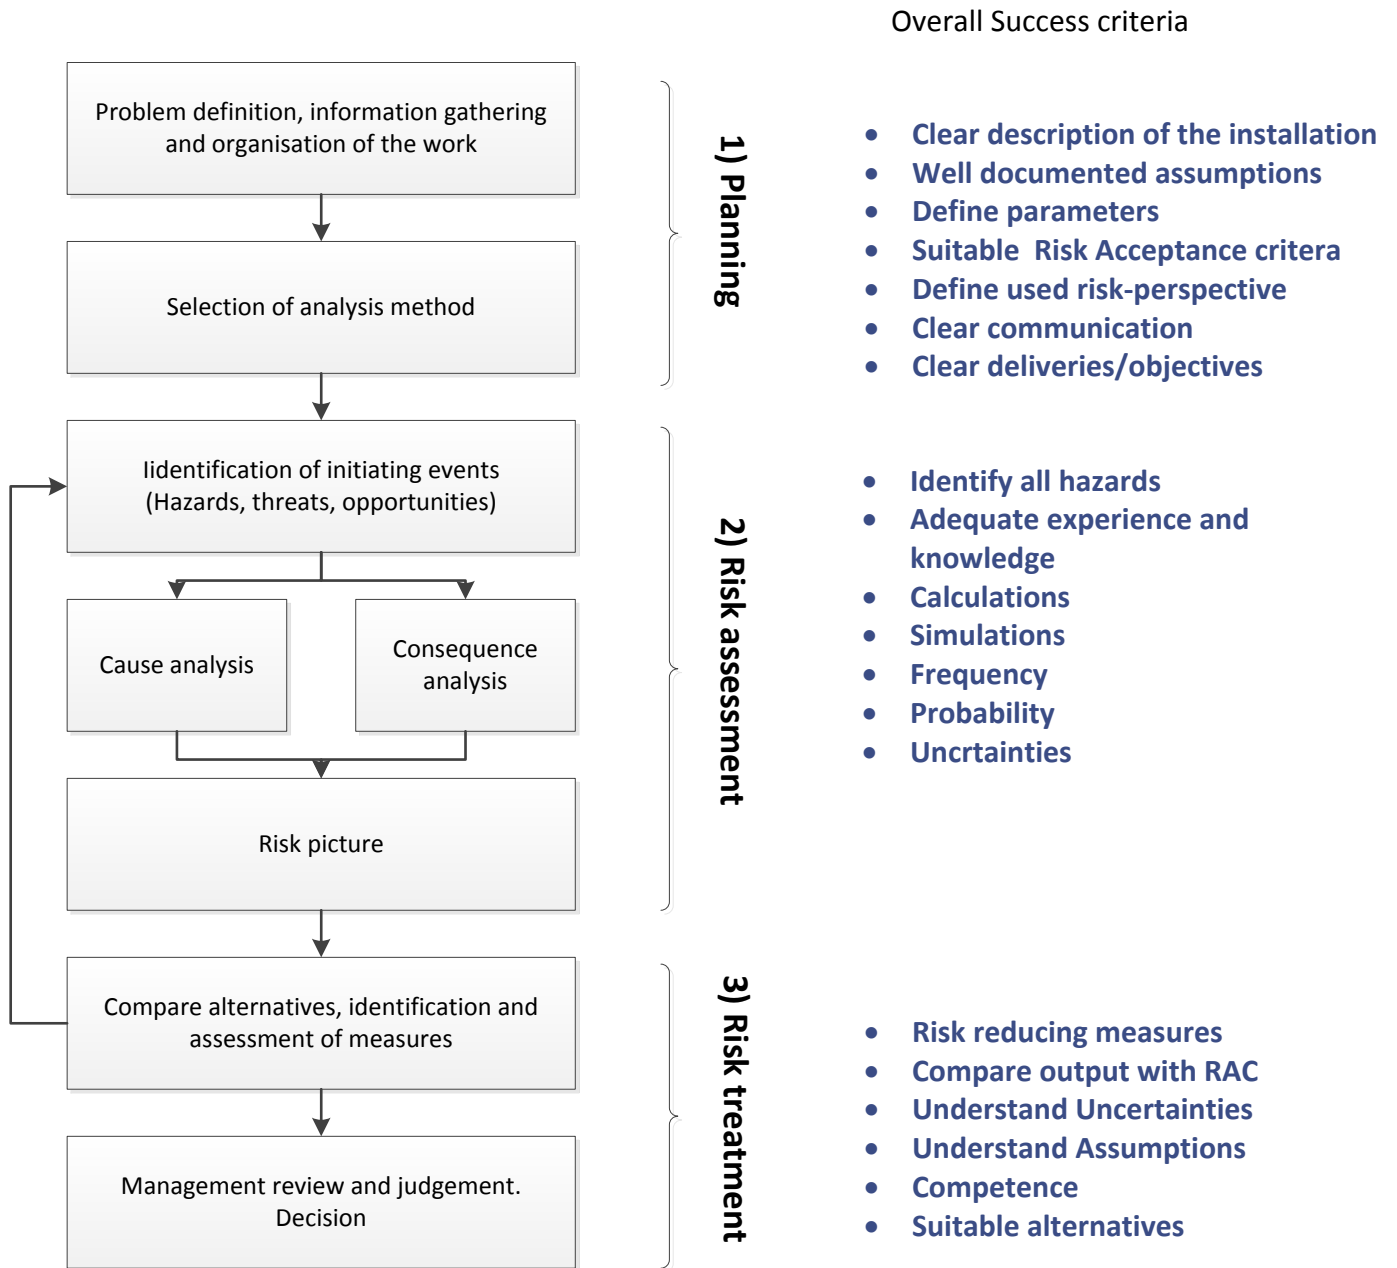 Overall Success criteria
Problem definition, information gathering
and organisation of the work
Selection of analysis method
1) Planning
• Clear description of the installation
• Well documented assumptions
• Define parameters
• Suitable  Risk Acceptance critera
• Define used risk-perspective
• Clear communication
• Clear deliveries/objectives
Iidentification of initiating events
(Hazards, threats, opportunities)
Cause analysis
Consequence
analysis
Risk picture
2) Risk assessment
• Identify all hazards
• Adequate experience and
knowledge
• Calculations
• Simulations
• Frequency
• Probability
• Uncrtainties
Compare alternatives, identification and
assessment of measures
Management review and judgement.
Decision
3) Risk treatment
• Risk reducing measures
• Compare output with RAC
• Understand Uncertainties
• Understand Assumptions
• Competence
• Suitable alternatives